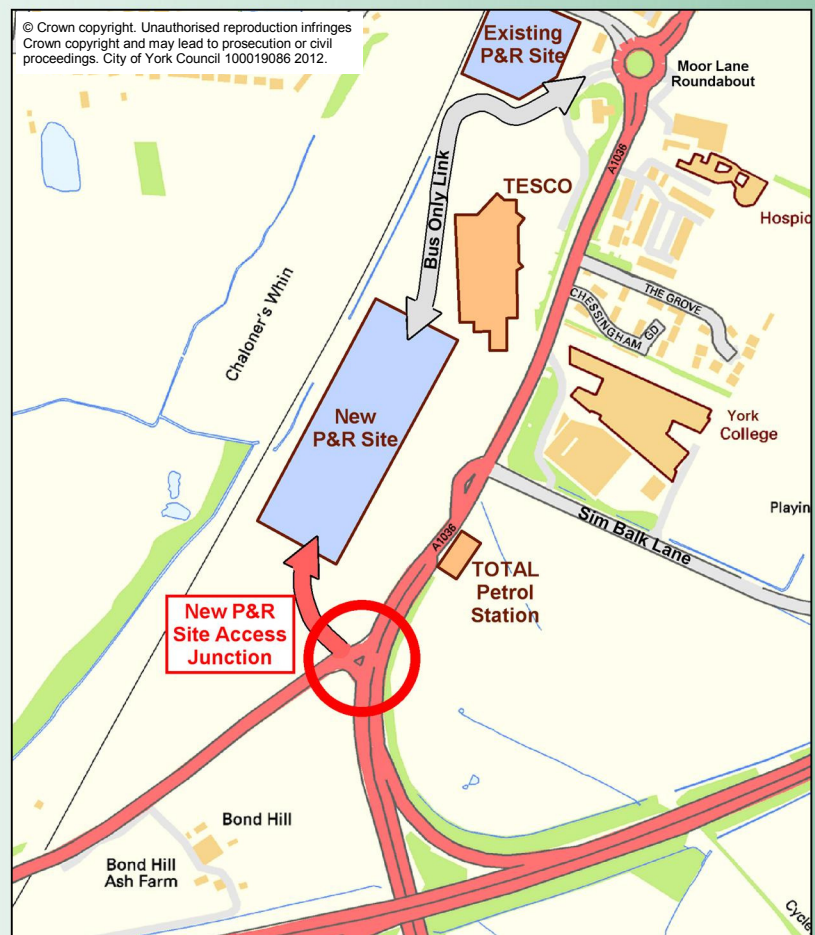 © Crown copyright. Unauthorised reproduction infringes
Crown copyright and may lead to prosecution or civil
proceedings. City of York Council 100019086 2012.
Existing
P&R Site
Moor Lane
Roundabout
A1036
Bus Only Link
TESCO
Hospic
Chaloner's Whin
THE GROVE
CHESSINGHAM GD
New
P&R Site
York
College
Playin
Sim Balk Lane
A1036
TOTAL
Petrol
Station
New P&R
Site Access
Junction
Bond Hill
Bond Hill
Ash Farm
Cycle